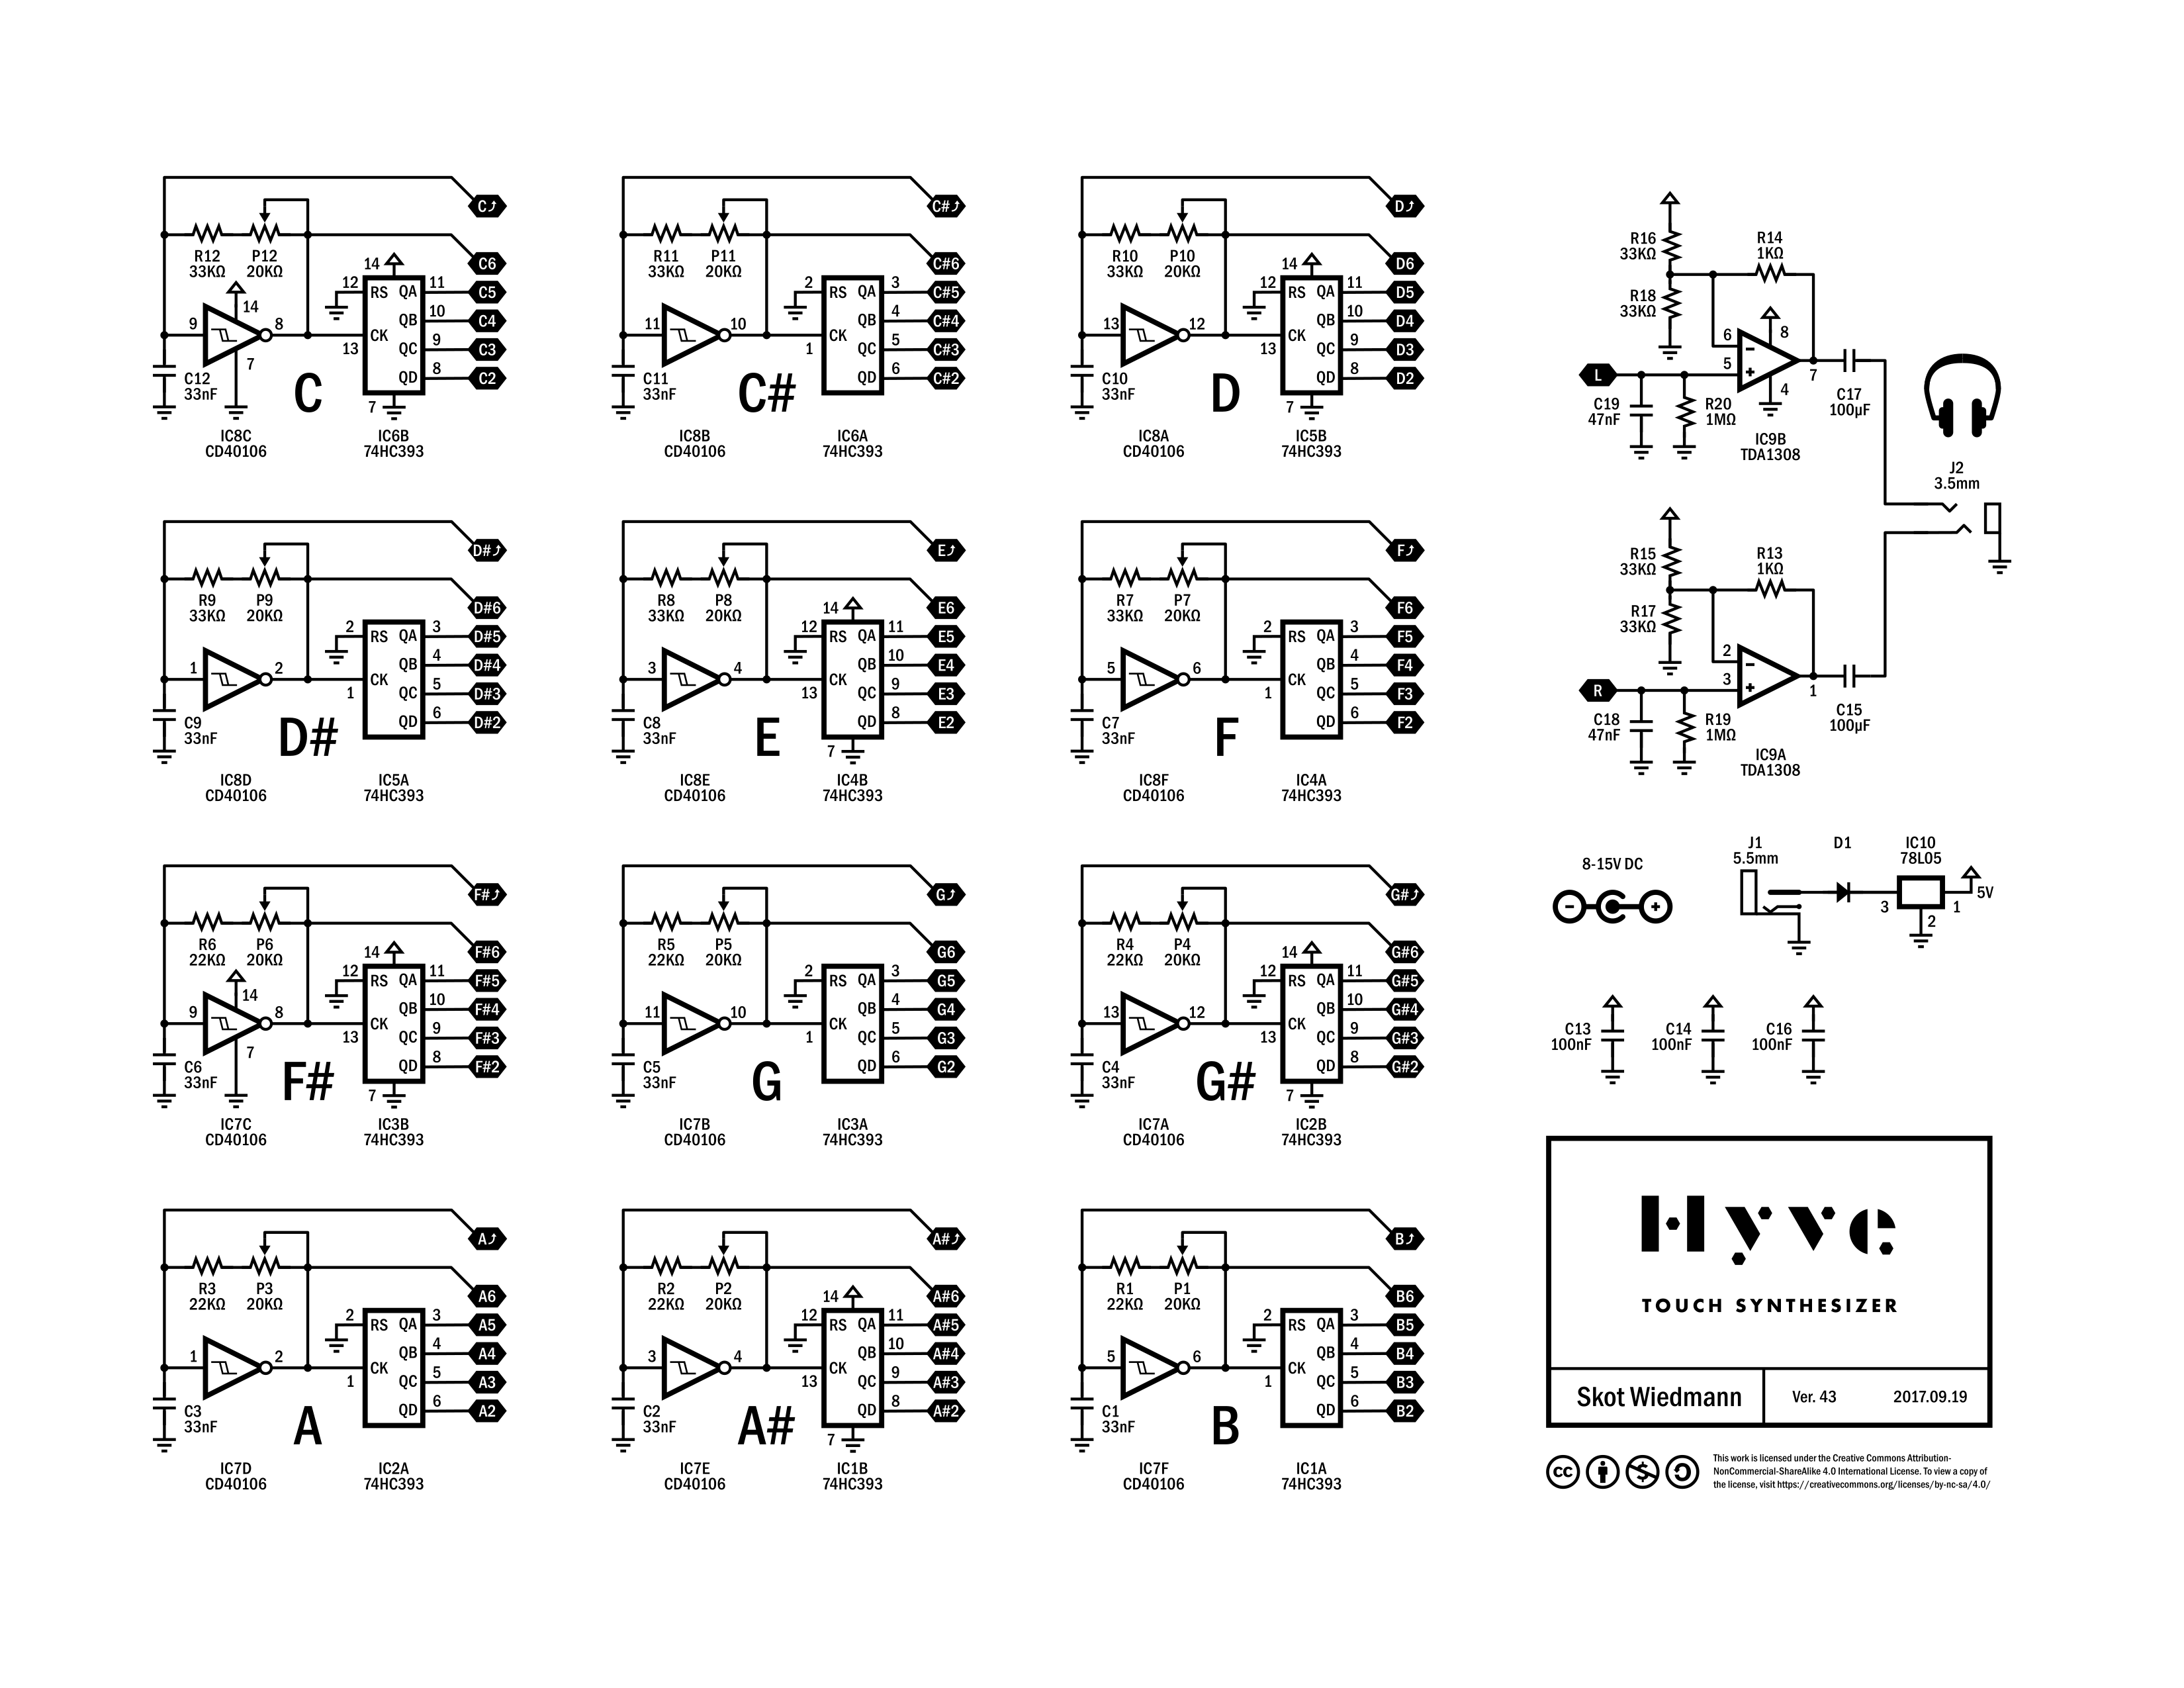 C⤴
R12 P12
33KΩ 20KΩ
C6
14
12 RS QA 11 C5
14
QB 10 C4
9 8 CK
13 QC 9 C3
7
QD 8 C2
C12
33nF
C
7
IC8C IC6B
CD40106 74HC393
C#⤴
R11 P11
33KΩ 20KΩ
C#6
2 RS QA 3 C#5
QB 4 C#4
11 10 CK
1 QC 5 C#3
QD 6 C#2
C11
33nF
C#
IC8B IC6A
CD40106 74HC393
D⤴
R10 P10
33KΩ 20KΩ
D6
14
12 RS QA 11 D5
QB 10 D4
13 12 CK
13 QC 9 D3
QD 8 D2
C10
33nF
D
7
IC8A IC5B
CD40106 74HC393
D#⤴
R9 P9
33KΩ 20KΩ
D#6
2 RS QA 3 D#5
QB 4 D#4
1 2 CK
1 QC 5 D#3
QD 6 D#2
C9
33nF
D#
IC8D IC5A
CD40106 74HC393
E⤴
R8 P8
33KΩ 20KΩ
E6
14
12 RS QA 11 E5
QB 10 E4
3 4 CK
13 QC 9 E3
QD 8 E2
C8
33nF
E
7
IC8E IC4B
CD40106 74HC393
F⤴
R7 P7
33KΩ 20KΩ
F6
2 RS QA 3 F5
QB 4 F4
5 6 CK
1 QC 5 F3
QD 6 F2
C7
33nF
F
IC8F IC4A
CD40106 74HC393
F#⤴
R6 P6
22KΩ 20KΩ
F#6
14
12 RS QA 11 F#5
14
QB 10 F#4
9 8 CK
13 QC 9 F#3
7
QD 8 F#2
C6
33nF
F#
7
IC7C IC3B
CD40106 74HC393
G⤴
R5 P5
22KΩ 20KΩ
G6
2 RS QA 3 G5
QB 4 G4
11 10 CK
1 QC 5 G3
QD 6 G2
C5
33nF
G
IC7B IC3A
CD40106 74HC393
G#⤴
R4 P4
22KΩ 20KΩ
G#6
14
12 RS QA 11 G#5
QB 10 G#4
13 12 CK
13 QC 9 G#3
QD 8 G#2
C4
33nF
G#
7
IC7A IC2B
CD40106 74HC393
A⤴
R3 P3
22KΩ 20KΩ
A6
2 RS QA 3 A5
QB 4 A4
1 2 CK
1 QC 5 A3
QD 6 A2
C3
33nF
A
IC7D IC2A
CD40106 74HC393
A#⤴
R2 P2
22KΩ 20KΩ
A#6
14
12 RS QA 11 A#5
QB 10 A#4
3 4 CK
13 QC 9 A#3
QD 8 A#2
C2
33nF
A#
7
IC7E IC1B
CD40106 74HC393
B⤴
R1 P1
22KΩ 20KΩ
B6
2 RS QA 3 B5
QB 4 B4
5 6 CK
1 QC 5 B3
QD 6 B2
C1
33nF
B
IC7F IC1A
CD40106 74HC393
R16 R14
33KΩ 1KΩ
R18
33KΩ
6 - 8
L 5 + 7
4
C19 R20 C17
47nF 1MΩ 100µF
IC9B
TDA1308
J2
3.5mm
R15 R13
33KΩ 1KΩ
R17
33KΩ
2 -
R 3 + 1
C18 R19 C15
47nF 1MΩ 100µF
IC9A
TDA1308
J1 D1 IC10
5.5mm 78L05
8-15V DC
- +
3 1 5V
2
C13 C14 C16
100nF 100nF 100nF
Hyve
TOUCH SYNTHESIZER
Skot Wiedmann Ver. 43 2017.09.19
cc
This work is licensed under the Creative Commons Attribution-
NonCommercial-ShareAlike 4.0 International License. To view a copy of
the license, visit https://creativecommons.org/licenses/by-nc-sa/4.0/